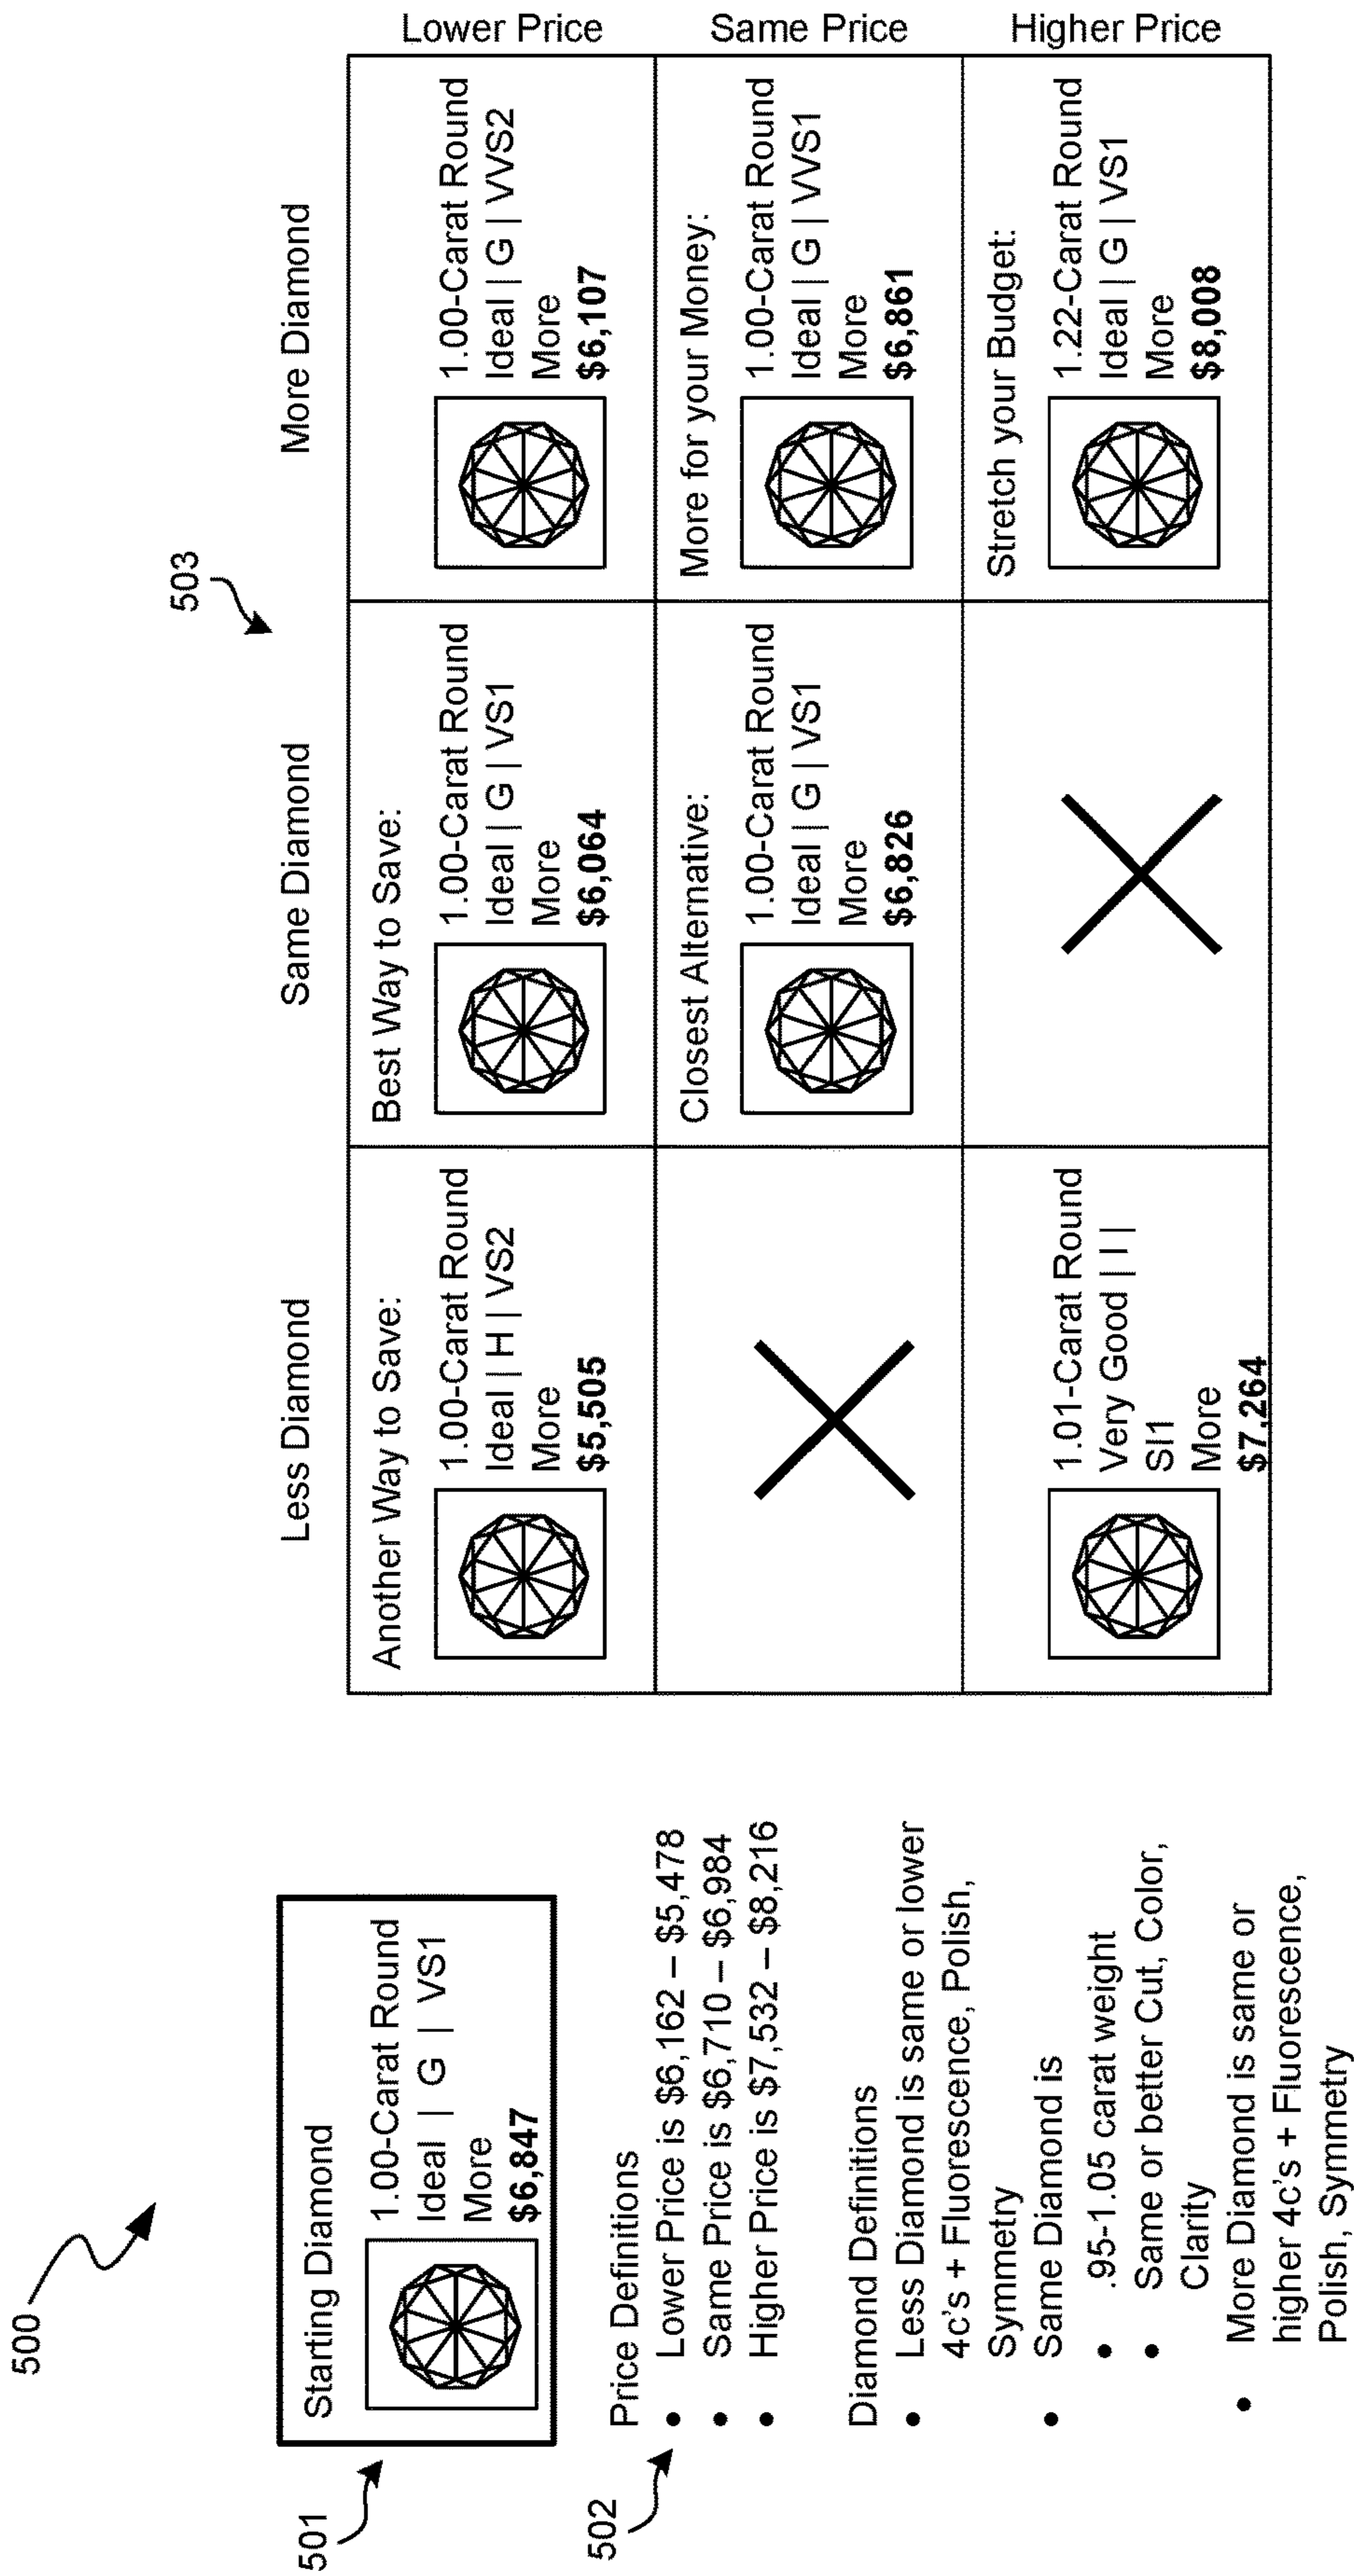 500
501
Starting Diamond
1.00-Carat Round
Ideal | G | VS1
More
$6,847
502
Price Definitions
• Lower Price is $6,162 – $5,478
• Same Price is $6,710 – $6,984
• Higher Price is $7,532 – $8,216
Diamond Definitions
• Less Diamond is same or lower
4c's + Fluorescence, Polish,
Symmetry
• Same Diamond is
• .95-1.05 carat weight
• Same or better Cut, Color,
Clarity
• More Diamond is same or
higher 4c's + Fluorescence,
Polish, Symmetry
503
Less Diamond
Same Diamond
More Diamond
Another Way to Save:
1.00-Carat Round
Ideal | H | VS2
More
$5,505
Best Way to Save:
1.00-Carat Round
Ideal | G | VS1
More
$6,064
1.00-Carat Round
Ideal | G | VVS2
More
$6,107
Lower Price
Closest Alternative:
1.00-Carat Round
Ideal | G | VS1
More
$6,826
More for your Money:
1.00-Carat Round
Ideal | G | VVS1
More
$6,861
Same Price
1.01-Carat Round
Very Good | I |
SI1
More
$7,264
Stretch your Budget:
1.22-Carat Round
Ideal | G | VS1
More
$8,008
Higher Price